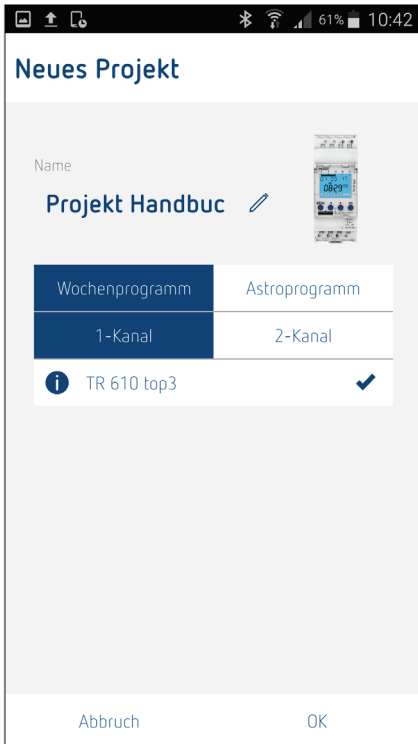 61% 10:42
Neues Projekt
Name
Projekt Handbuc
Wochenprogramm Astroprogramm
1-Kanal 2-Kanal
TR 610 top3
Abbruch OK